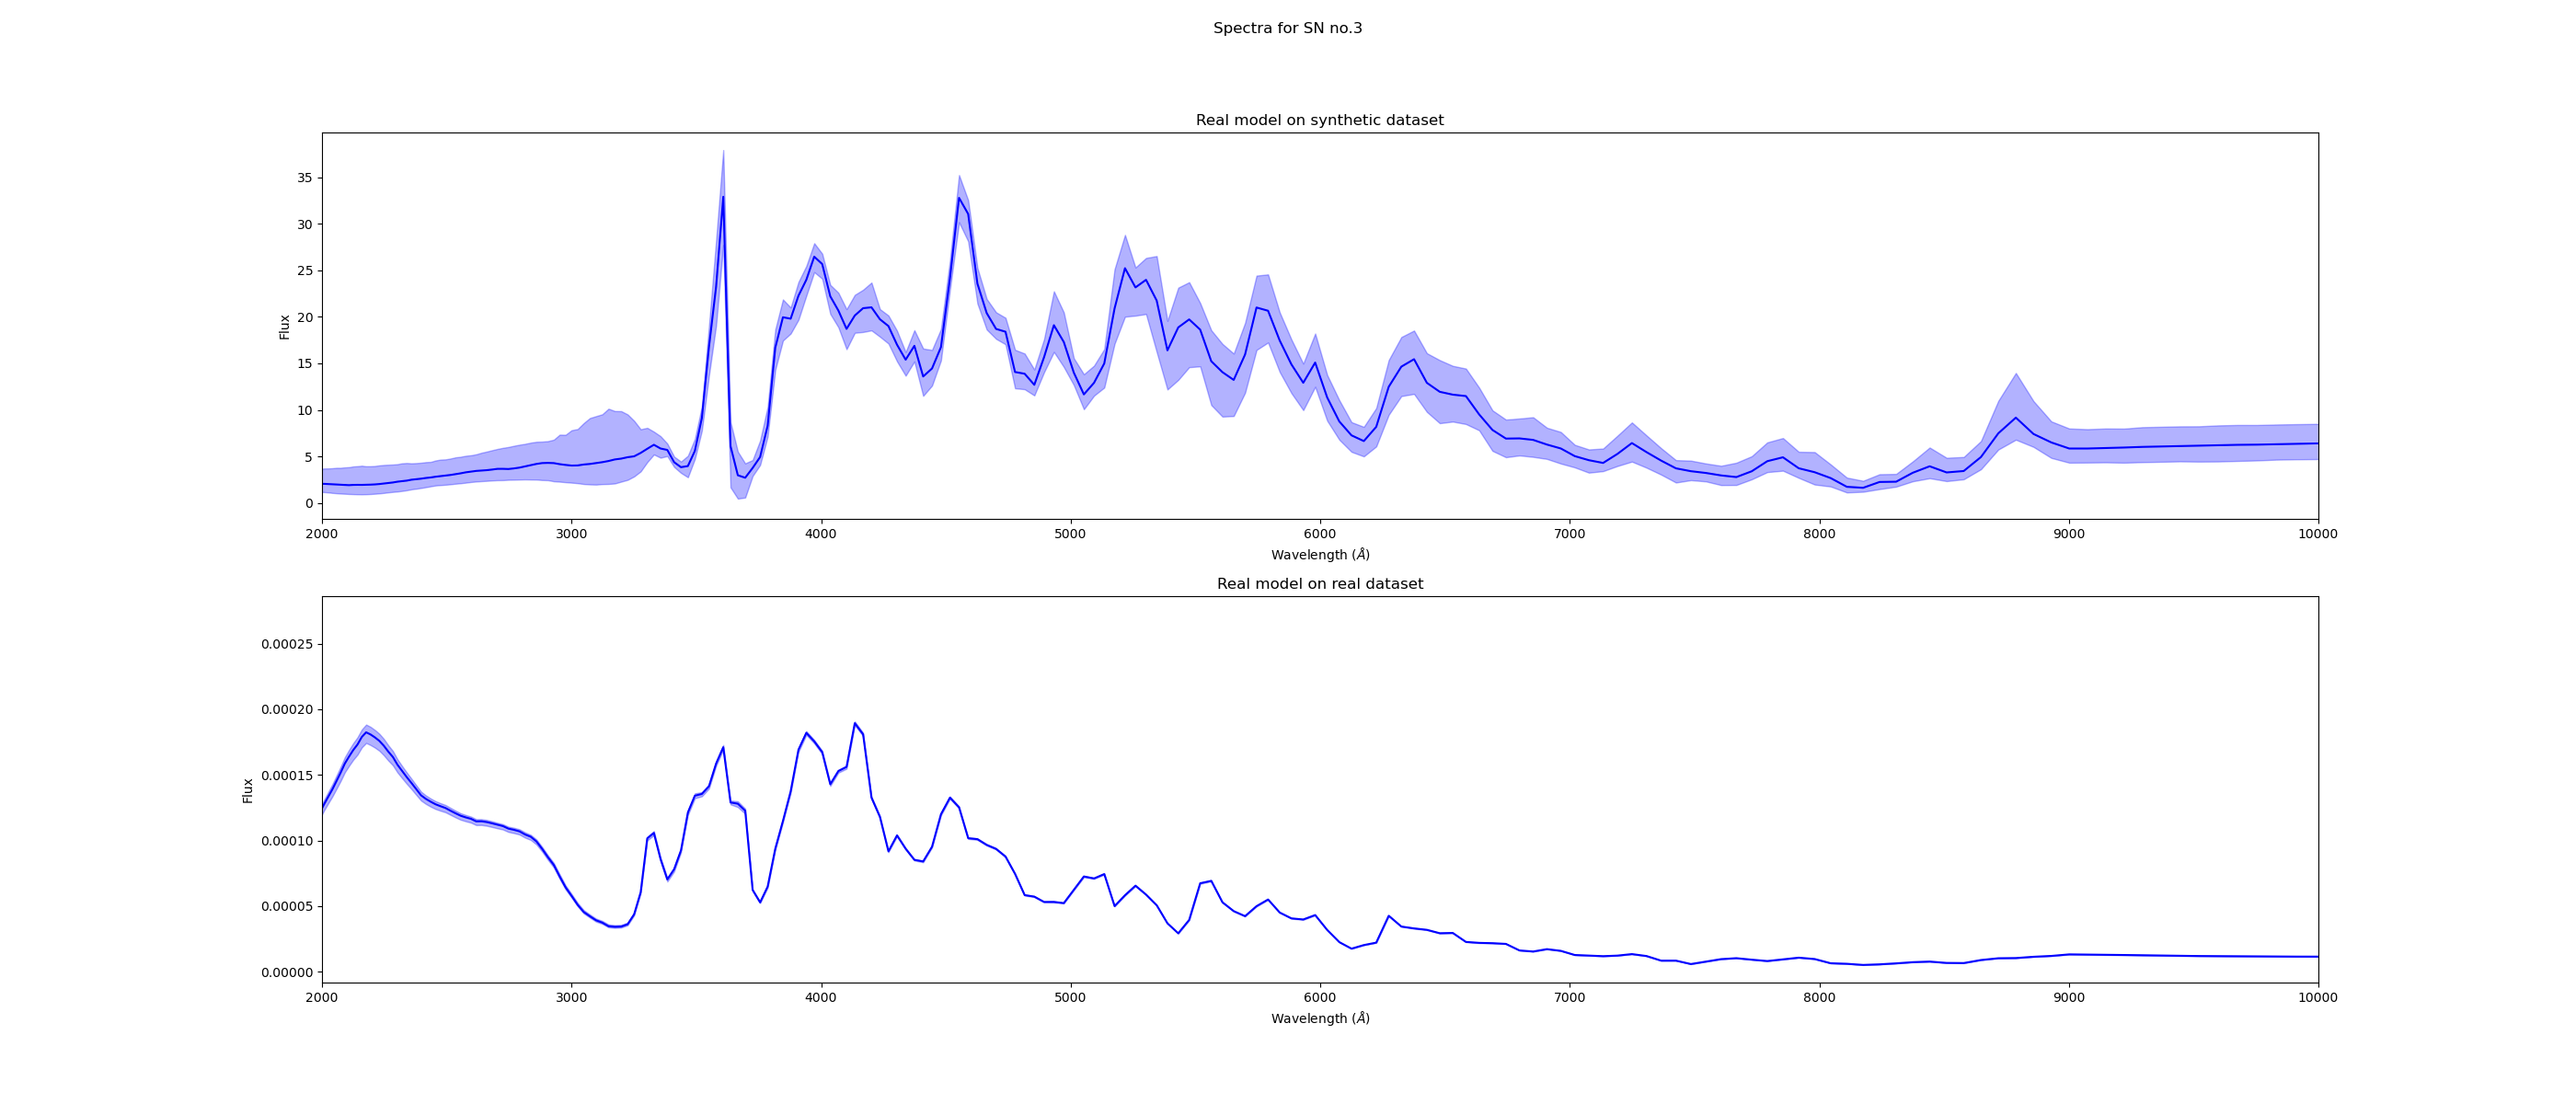 Spectra for SN no.3
Real model on synthetic dataset
Flux
35
30
25
20
15
10
5
0
2000 3000 4000 5000 6000 7000 8000 9000 10000
Wavelength (Å)
Real model on real dataset
Flux
0.00025
0.00020
0.00015
0.00010
0.00005
0.00000
2000 3000 4000 5000 6000 7000 8000 9000 10000
Wavelength (Å)